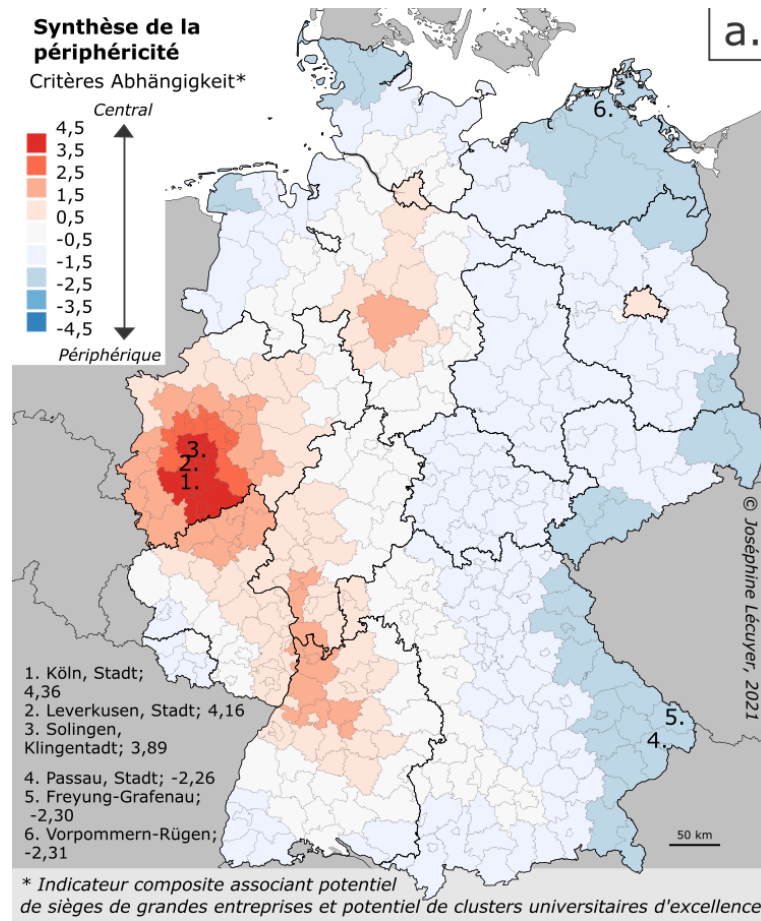 Synthèse de la
périphéricité
a.
Critères Abhängigkeit*
Central
4,5
3,5
2,5
1,5
0,5
-0,5
-1,5
-2,5
-3,5
-4,5
Périphérique
6.
3.
2.
1.
5.
4.
© Joséphine Lécuyer, 2021
1. Köln, Stadt;
4,36
2. Leverkusen, Stadt; 4,16
3. Solingen,
Klingentadt; 3,89
4. Passau, Stadt; -2,26
5. Freyung-Grafenau;
-2,30
6. Vorpommern-Rügen;
-2,31
50 km
* Indicateur composite associant potentiel
de sièges de grandes entreprises et potentiel de clusters universitaires d'excellence